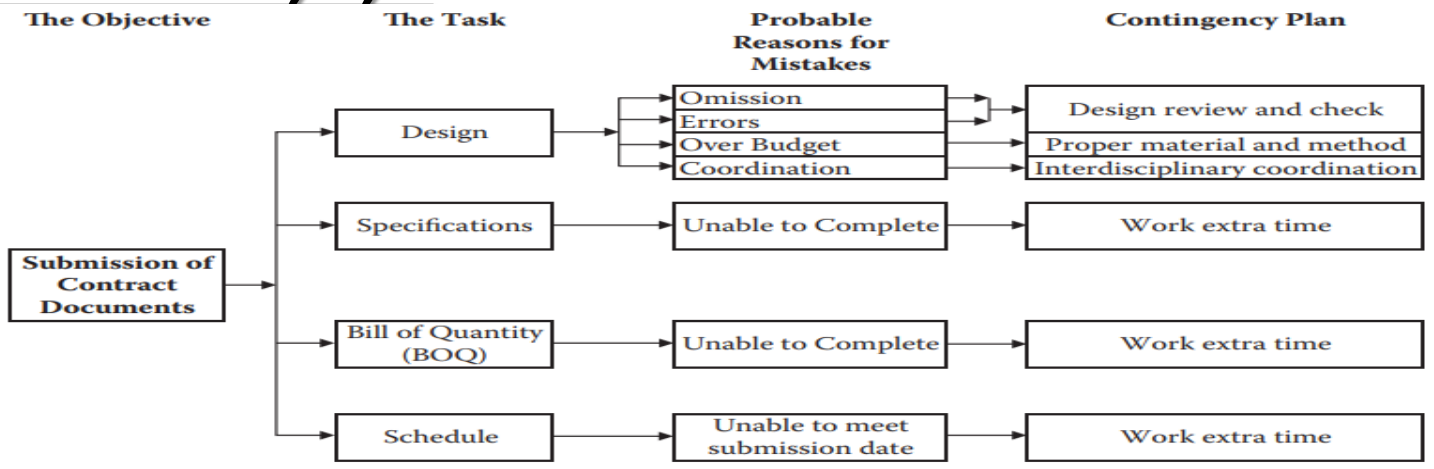 The Objective
The Task
Probable
Reasons for
Mistakes
Contingency Plan
Submission of
Contract
Documents
Design
Omission
Errors
Over Budget
Coordination
Design review and check
Proper material and method
Interdisciplinary coordination
Specifications
Unable to Complete
Work extra time
Bill of Quantity
(BOQ)
Unable to Complete
Work extra time
Schedule
Unable to meet
submission date
Work extra time